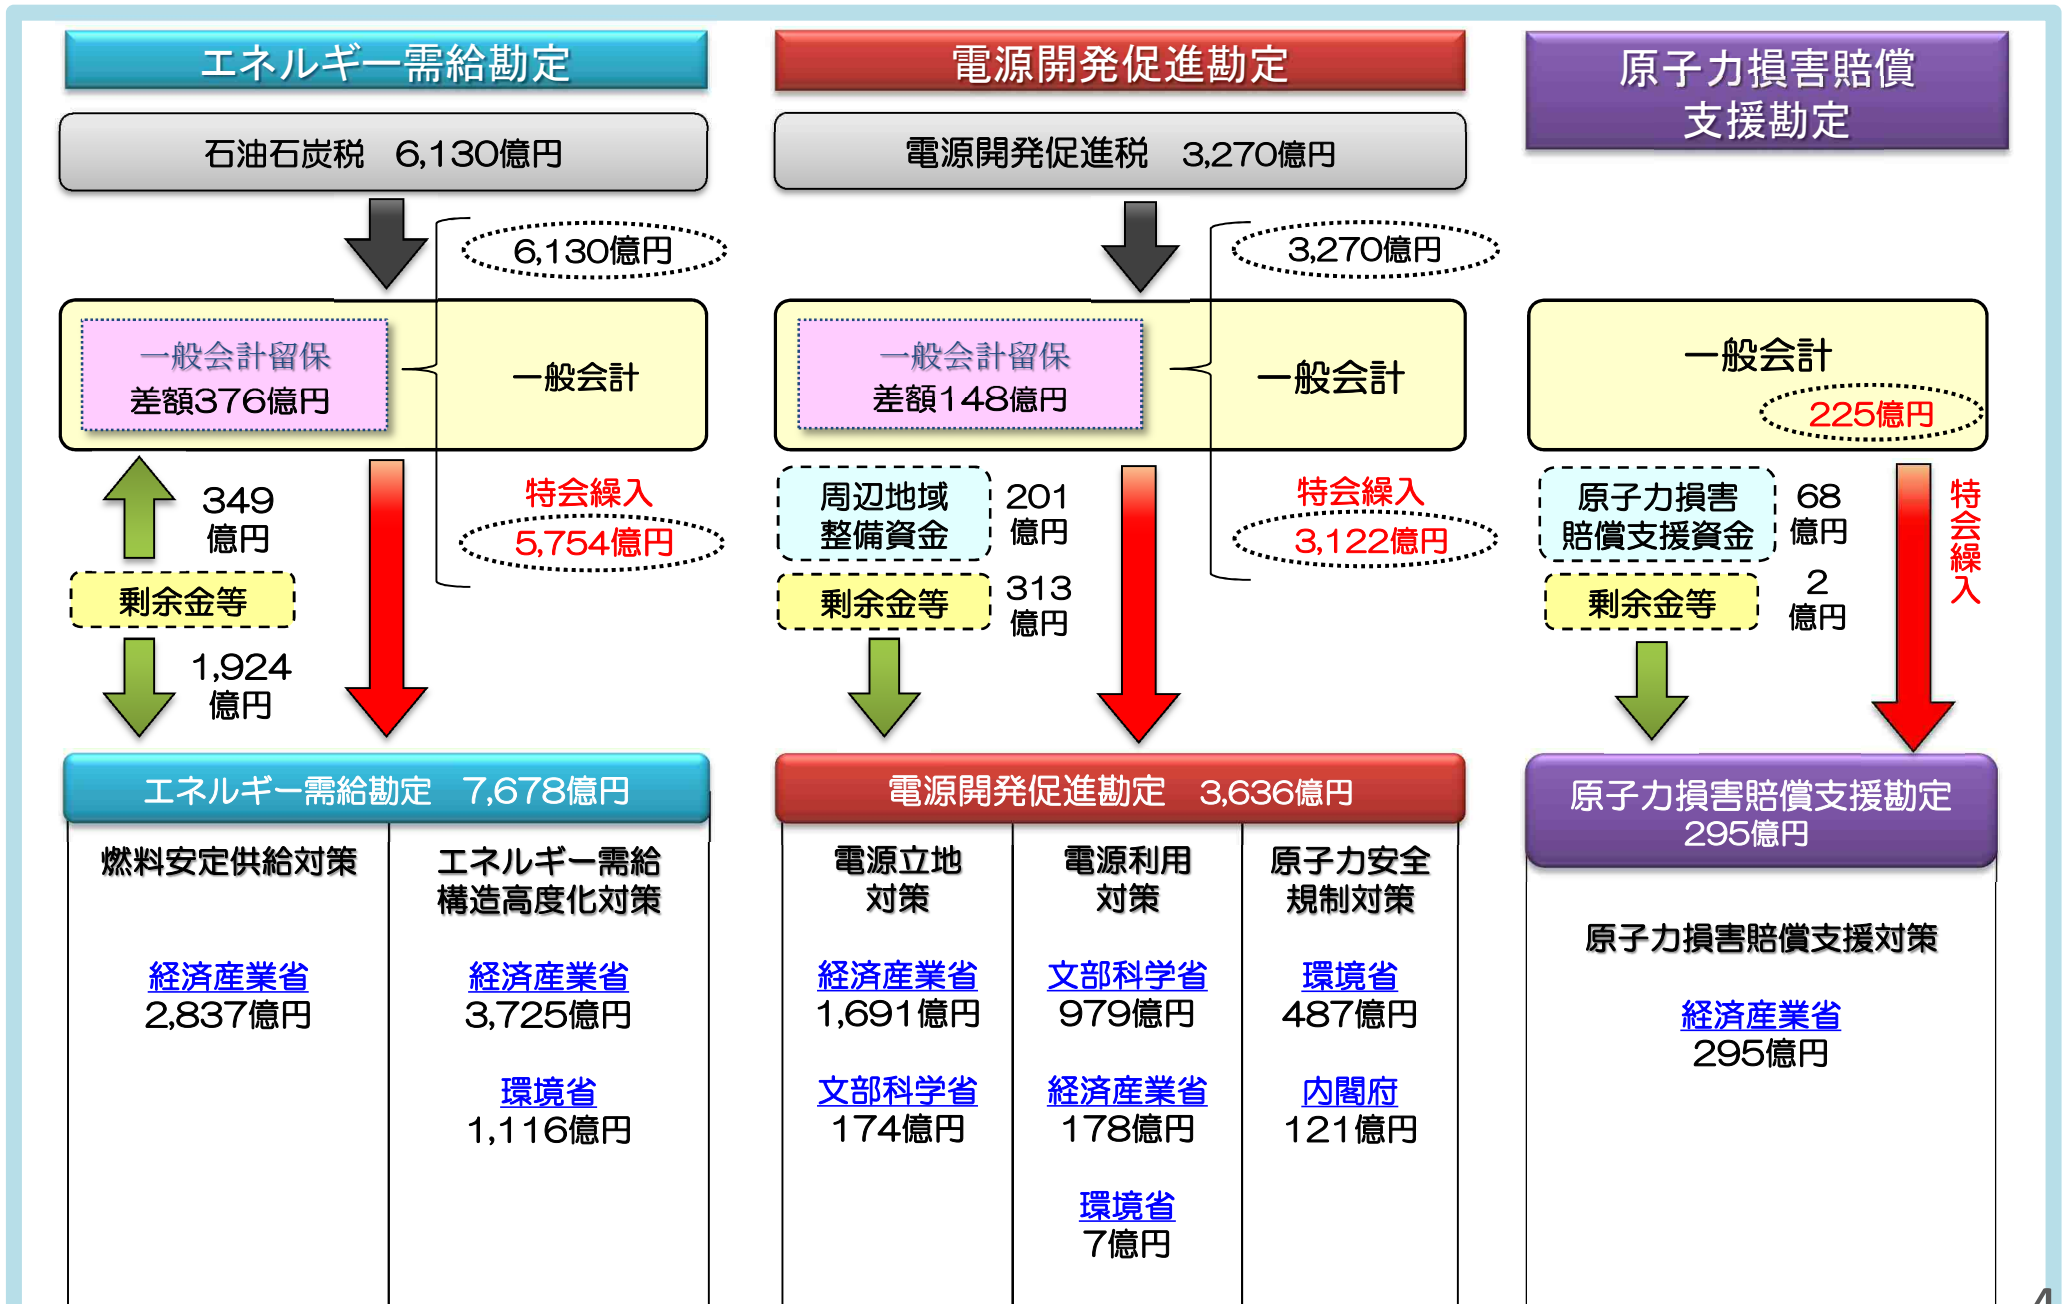 エネルギー需給勘定
石油石炭税　6,130億円
6,130億円
一般会計留保
差額376億円
一般会計
349
億円
特会繰入
5,754億円
剰余金等
1,924
億円
エネルギー需給勘定　7,678億円
燃料安定供給対策
経済産業省
2,837億円
エネルギー需給
構造高度化対策
経済産業省
3,725億円
環境省
1,116億円
電源開発促進勘定
電源開発促進税　3,270億円
3,270億円
一般会計留保
差額148億円
一般会計
周辺地域
整備資金
201
億円
特会繰入
3,122億円
剰余金等
313
億円
電源開発促進勘定　3,636億円
電源立地
対策
経済産業省
1,691億円
文部科学省
174億円
電源利用
対策
文部科学省
979億円
経済産業省
178億円
環境省
7億円
原子力安全
規制対策
環境省
487億円
内閣府
121億円
原子力損害賠償
支援勘定
一般会計
225億円
原子力損害
賠償支援資金
68
億円
特会繰入
剰余金等
2
億円
原子力損害賠償支援勘定
295億円
原子力損害賠償支援対策
経済産業省
295億円
4